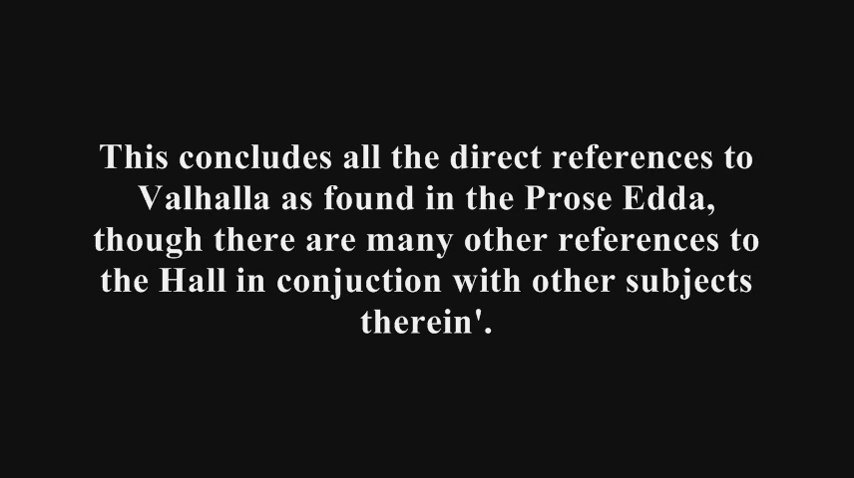 This concludes all the direct references to
Valhalla as found in the Prose Edda,
though there are many other references to
the Hall in conjuction with other subjects
therein'.